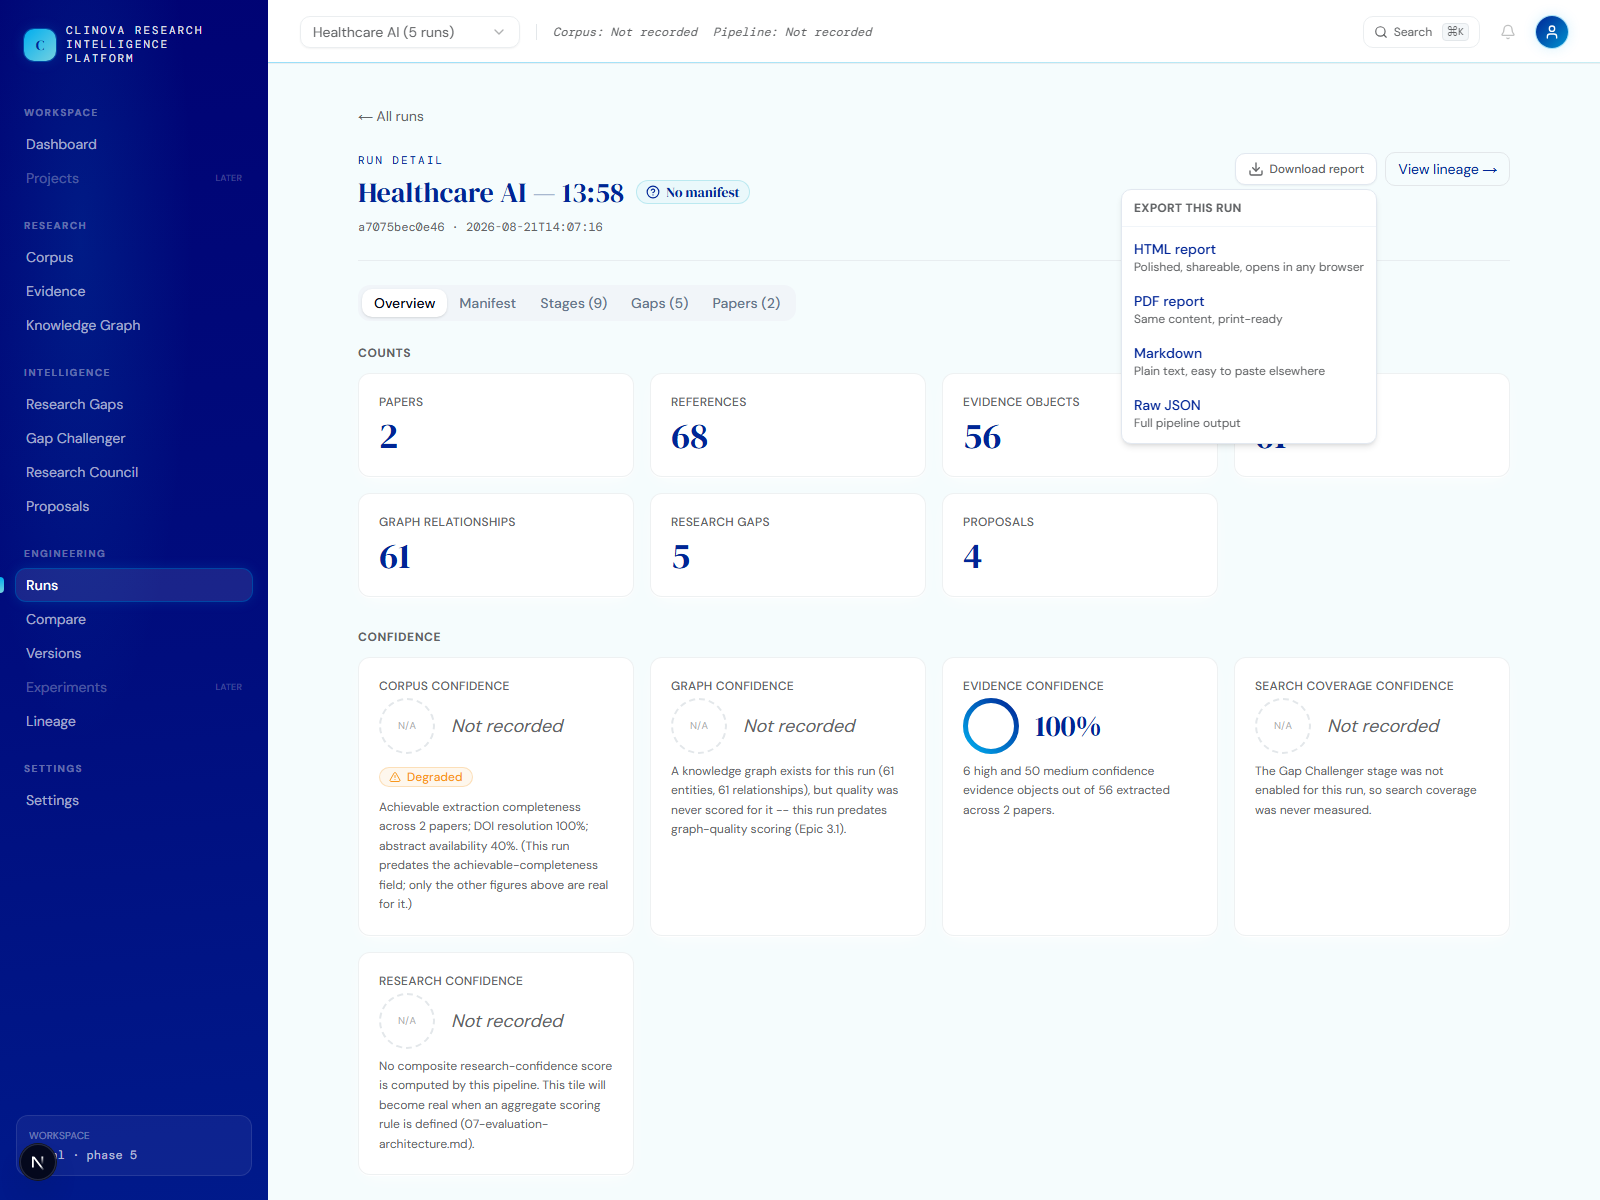 C
CLINOVA RESEARCH
INTELLIGENCE
PLATFORM
WORKSPACE
Dashboard
Projects LATER
RESEARCH
Corpus
Evidence
Knowledge Graph
INTELLIGENCE
Research Gaps
Gap Challenger
Research Council
Proposals
ENGINEERING
Runs
Compare
Versions
Experiments LATER
Lineage
SETTINGS
Settings
WORKSPACE
· phase 5
N
Healthcare AI (5 runs)
Corpus: Not recorded Pipeline: Not recorded
Search ⌘K
← All runs
RUN DETAIL
Healthcare AI — 13:58
No manifest
a7075bec0e46 · 2026-08-21T14:07:16
Download report
View lineage →
EXPORT THIS RUN
HTML report
Polished, shareable, opens in any browser
PDF report
Same content, print-ready
Markdown
Plain text, easy to paste elsewhere
Raw JSON
Full pipeline output
Overview Manifest Stages (9) Gaps (5) Papers (2)
COUNTS
PAPERS
2
REFERENCES
68
EVIDENCE OBJECTS
56
GRAPH RELATIONSHIPS
61
RESEARCH GAPS
5
PROPOSALS
4
CONFIDENCE
CORPUS CONFIDENCE
N/A
Not recorded
Degraded
Achievable extraction completeness
across 2 papers; DOI resolution 100%;
abstract availability 40%. (This run
predates the achievable-completeness
field; only the other figures above are real
for it.)
GRAPH CONFIDENCE
N/A
Not recorded
A knowledge graph exists for this run (61
entities, 61 relationships), but quality was
never scored for it -- this run predates
graph-quality scoring (Epic 3.1).
EVIDENCE CONFIDENCE
100%
6 high and 50 medium confidence
evidence objects out of 56 extracted
across 2 papers.
SEARCH COVERAGE CONFIDENCE
N/A
Not recorded
The Gap Challenger stage was not
enabled for this run, so search coverage
was never measured.
RESEARCH CONFIDENCE
N/A
Not recorded
No composite research-confidence score
is computed by this pipeline. This tile will
become real when an aggregate scoring
rule is defined (07-evaluation-
architecture.md).